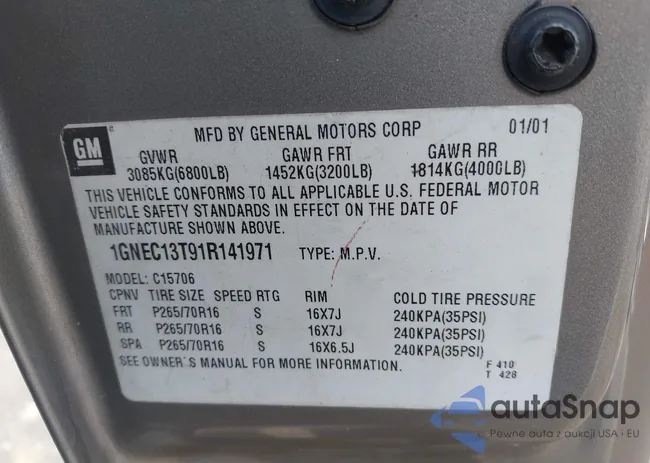 GM
MFD BY GENERAL MOTORS CORP 01/01
GVWR GAWR FRT GAWR RR
3085KG(6800LB) 1452KG(3200LB) 1814KG(4000LB)
THIS VEHICLE CONFORMS TO ALL APPLICABLE U.S. FEDERAL MOTOR
VEHICLE SAFETY STANDARDS IN EFFECT ON THE DATE OF
MANUFACTURE SHOWN ABOVE.
1GNEC13T91R141971 TYPE: M.P.V.
MODEL: C15706
CPNV TIRE SIZE SPEED RTG RIM COLD TIRE PRESSURE
FRT P265/70R16 S 16X7J 240KPA(35PSI)
RR P265/70R16 S 16X7J 240KPA(35PSI)
SPA P265/70R16 S 16X6.5J 240KPA(35PSI)
SEE OWNER'S MANUAL FOR MORE INFORMATION. F 410
T 428
autaSnap
Pewne auta z aukcji USA i EU